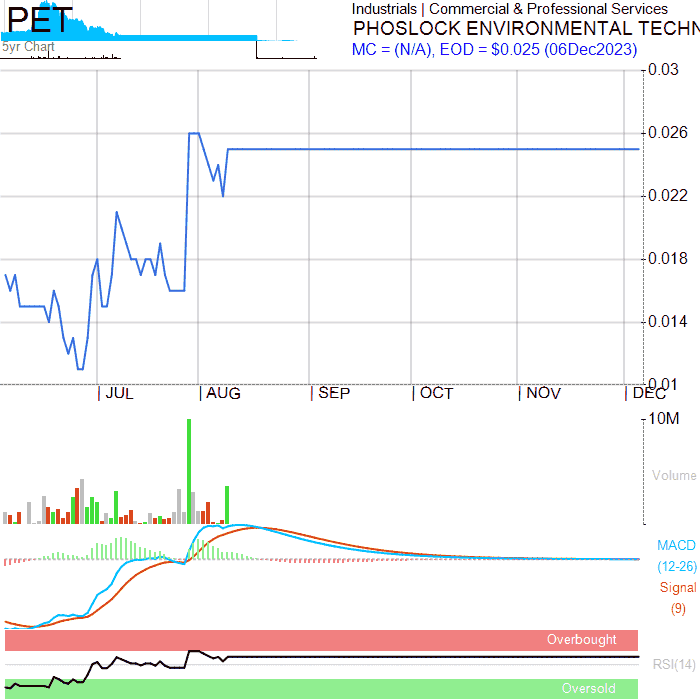 PET
5yr Chart
Industrials | Commercial & Professional Services
PHOSLOCK ENVIRONMENTAL TECHN
MC = (N/A), EOD = $0.025 (06Dec2023)
0.03
0.026
0.022
0.018
0.014
0.01
JUL AUG SEP OCT NOV DEC
10M
Volume
MACD
(12-26)
Signal
(9)
Overbought
RSI(14)
Oversold